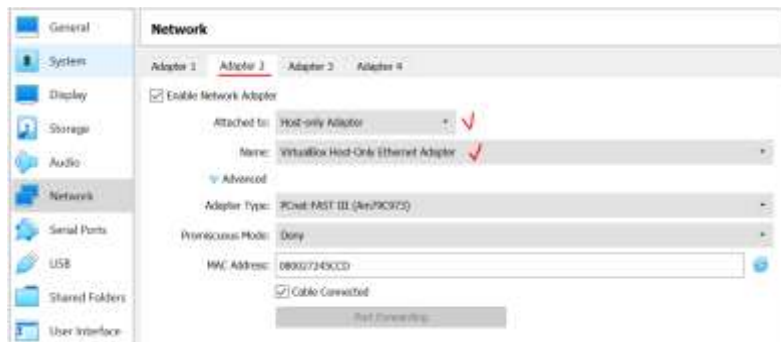 General
System
Display
Storage
Audio
Network
Serial Ports
USB
Shared Folders
User Interface
Network
Adapter 1 Adapter 2 Adapter 3 Adapter 4
Enable Network Adapter
Attached to: Host-only Adapter
Name: VirtualBox Host-Only Ethernet Adapter
Advanced
Adapter Type: PCnet-FAST III (Am79C973)
Promiscuous Mode: Deny
MAC Address: 080027245CCD
Cable Connected
Port Forwarding